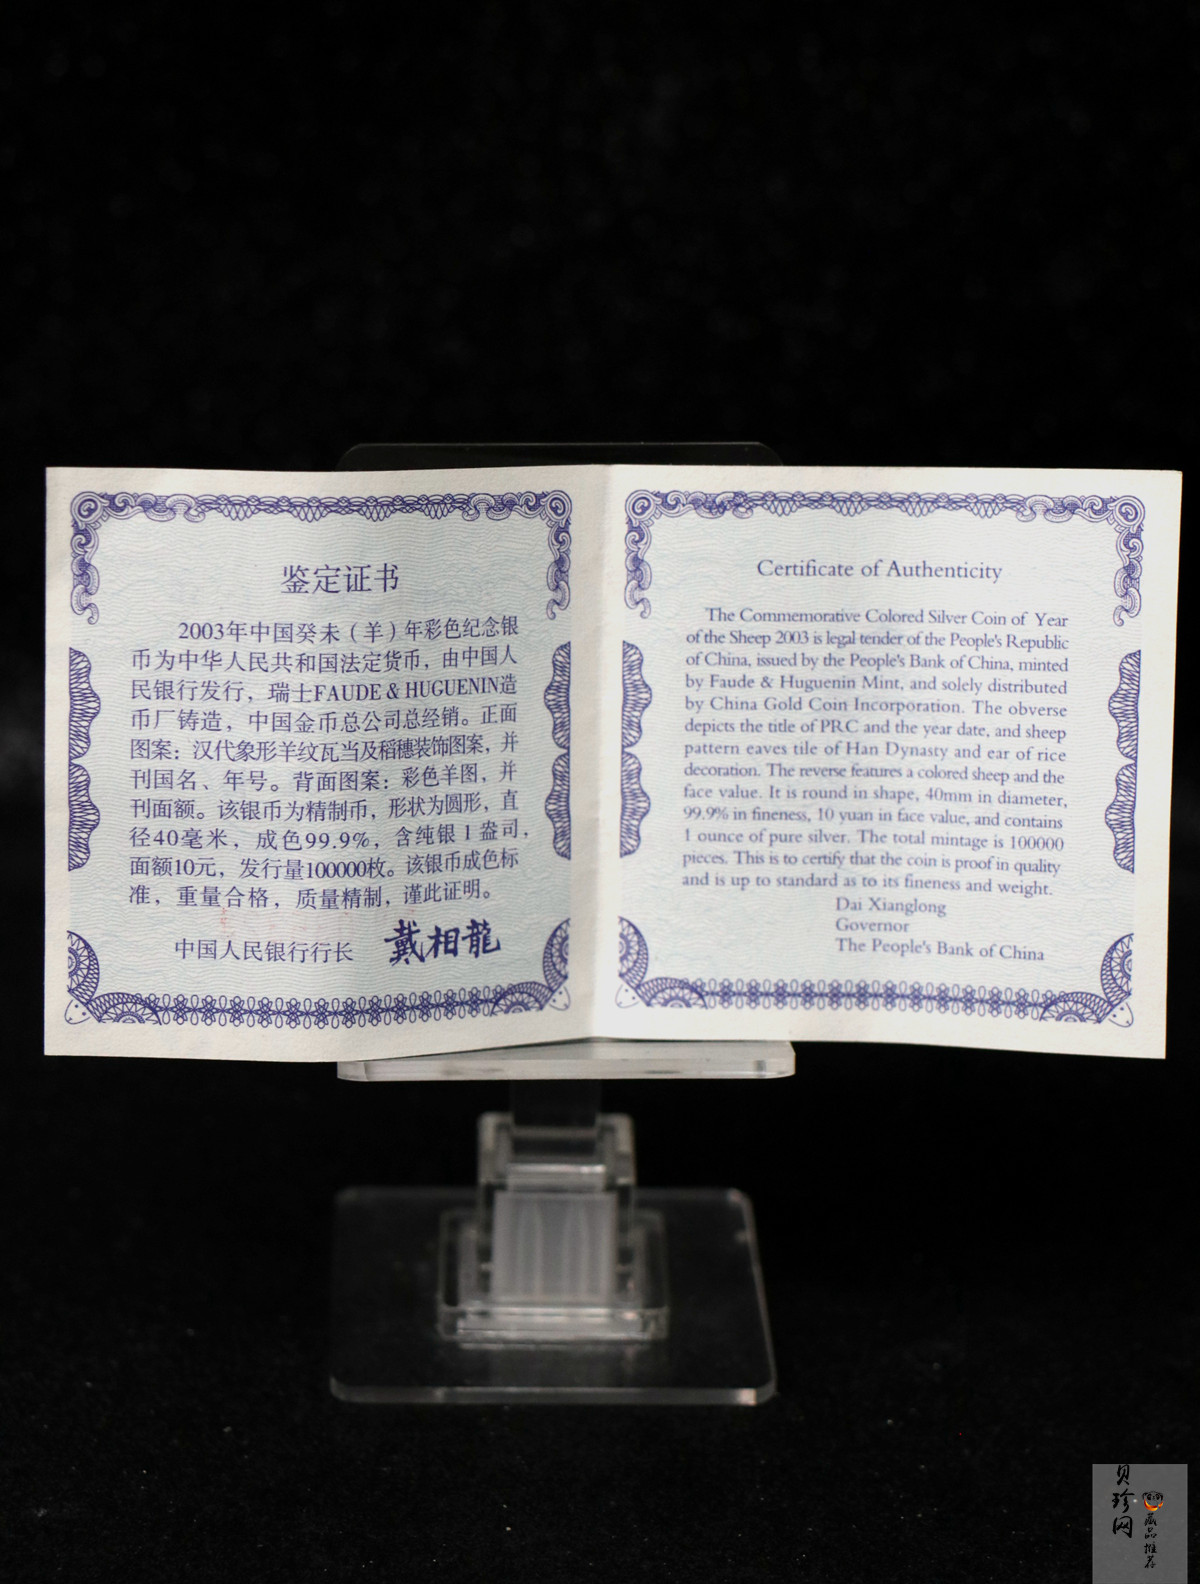 鉴定证书
2003年中国癸未（羊）年彩色纪念银
币为中华人民共和国法定货币，由中国人
民银行发行，瑞士FAUDE & HUGUENIN造
币厂铸造，中国金币总公司总经销。正面
图案：汉代象形羊纹瓦当及稻穗装饰图案，并
刊国名、年号。背面图案：彩色羊图，并
刊面额。该银币为精制币，形状为圆形，直
径40毫米，成色99.9%，含纯银1盎司，
面额10元，发行量100000枚。该银币成色标
准，重量合格，质量精制，谨此证明。
中国人民银行行长 戴相龍
Certificate of Authenticity
The Commemorative Colored Silver Coin of Year
of the Sheep 2003 is legal tender of the People's Republic
of China, issued by the People's Bank of China, minted
by Faude & Huguenin Mint, and solely distributed
by China Gold Coin Incorporation. The obverse
depicts the title of PRC and the year date, and sheep
pattern eaves tile of Han Dynasty and ear of rice
decoration. The reverse features a colored sheep and the
face value. It is round in shape, 40mm in diameter,
99.9% in fineness, 10 yuan in face value, and contains
1 ounce of pure silver. The total mintage is 100000
pieces. This is to certify that the coin is proof in quality
and is up to standard as to its fineness and weight.
Dai Xianglong
Governor
The People's Bank of China
贝珍网
藏品推荐